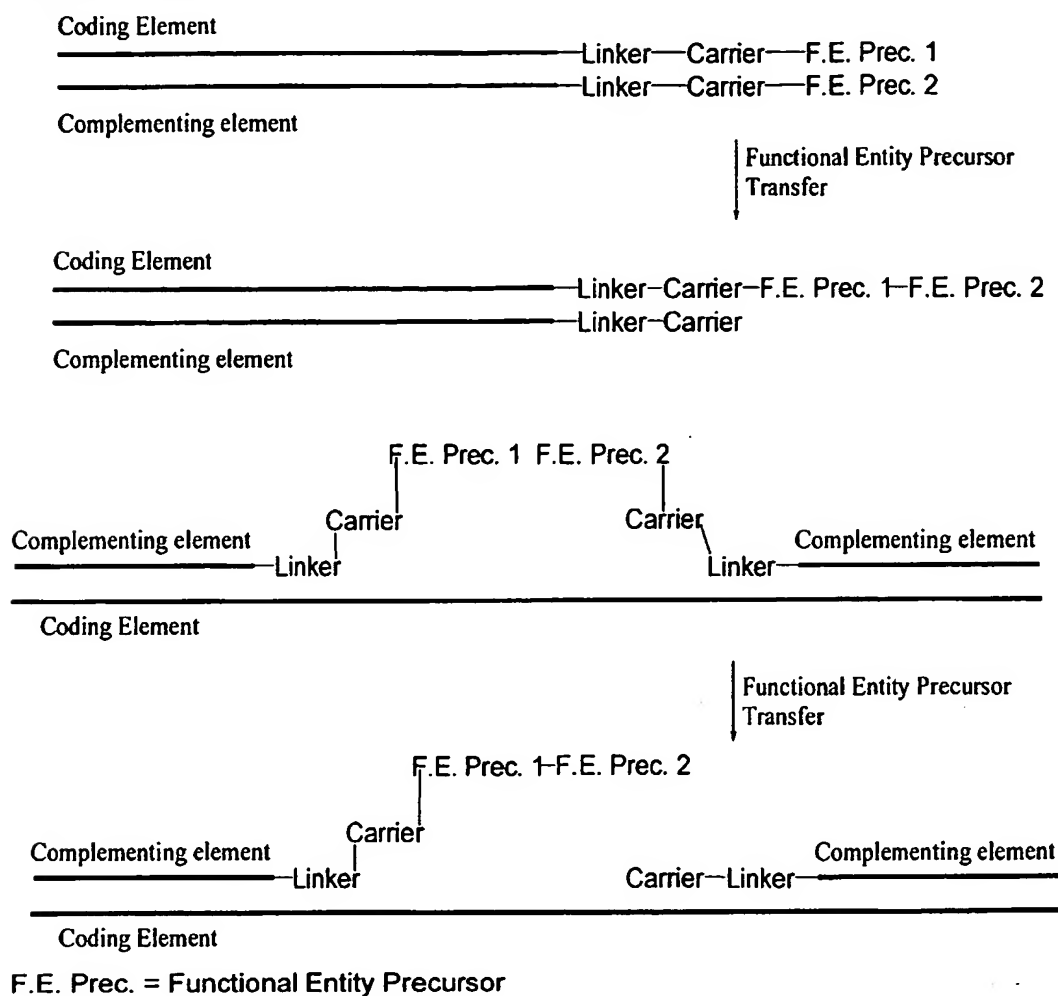 Coding Element
Linker—Carrier—F.E. Prec. 1
Linker—Carrier—F.E. Prec. 2
Complementing element
Functional Entity Precursor
Transfer
Coding Element
Linker–Carrier–F.E. Prec. 1–F.E. Prec. 2
Linker–Carrier
Complementing element
F.E. Prec. 1 F.E. Prec. 2
Carrier Carrier
Complementing element Complementing element
Linker Linker
Coding Element
Functional Entity Precursor
Transfer
F.E. Prec. 1–F.E. Prec. 2
Carrier
Complementing element Complementing element
Linker Carrier–Linker
Coding Element
F.E. Prec. = Functional Entity Precursor